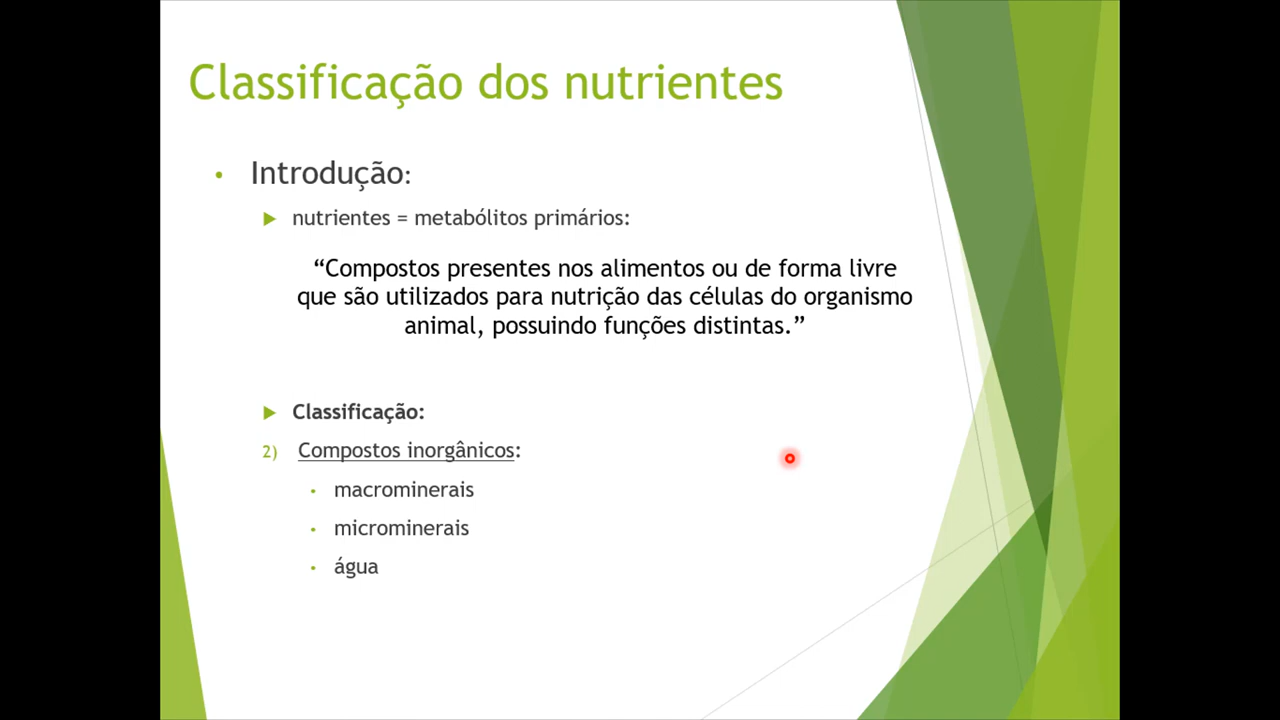 Classificação dos nutrientes
• Introdução:
► nutrientes = metabólitos primários:
“Compostos presentes nos alimentos ou de forma livre
que são utilizados para nutrição das células do organismo
animal, possuindo funções distintas.”
► Classificação:
2) Compostos inorgânicos:
• macrominerais
• microminerais
• água